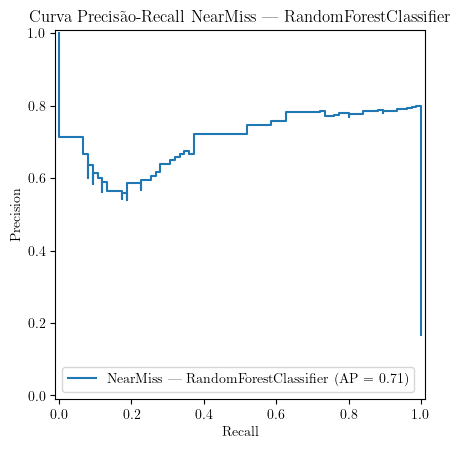 Curva Precisão-Recall NearMiss — RandomForestClassifier
1.0
0.8
0.6
0.4
0.2
0.0
Precision
NearMiss — RandomForestClassifier (AP = 0.71)
0.0 0.2 0.4 0.6 0.8 1.0
Recall